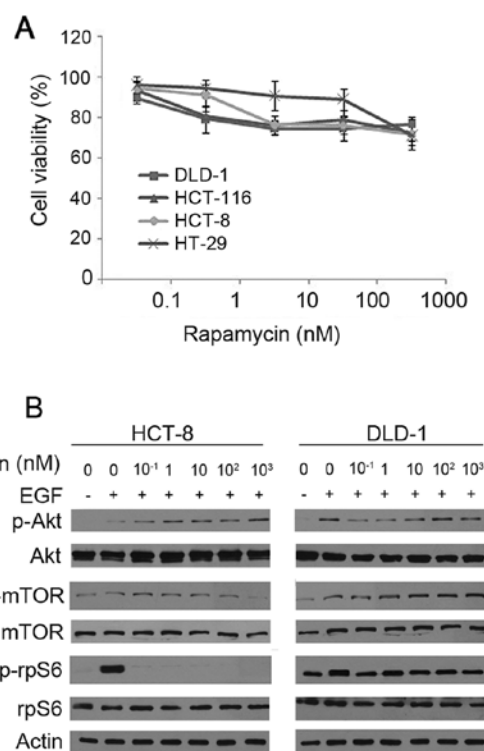 A
120
100
80
60
40
20
0
Cell viability (%)
DLD-1
HCT-116
HCT-8
HT-29
0.1 1 10 100 1000
Rapamycin (nM)
B
HCT-8 DLD-1
n (nM) 0 0 10⁻¹ 1 10 10² 10³ 0 0 10⁻¹ 1 10 10² 10³
EGF - + + + + + + - + + + + + +
p-Akt
Akt
-mTOR
mTOR
p-rpS6
rpS6
Actin